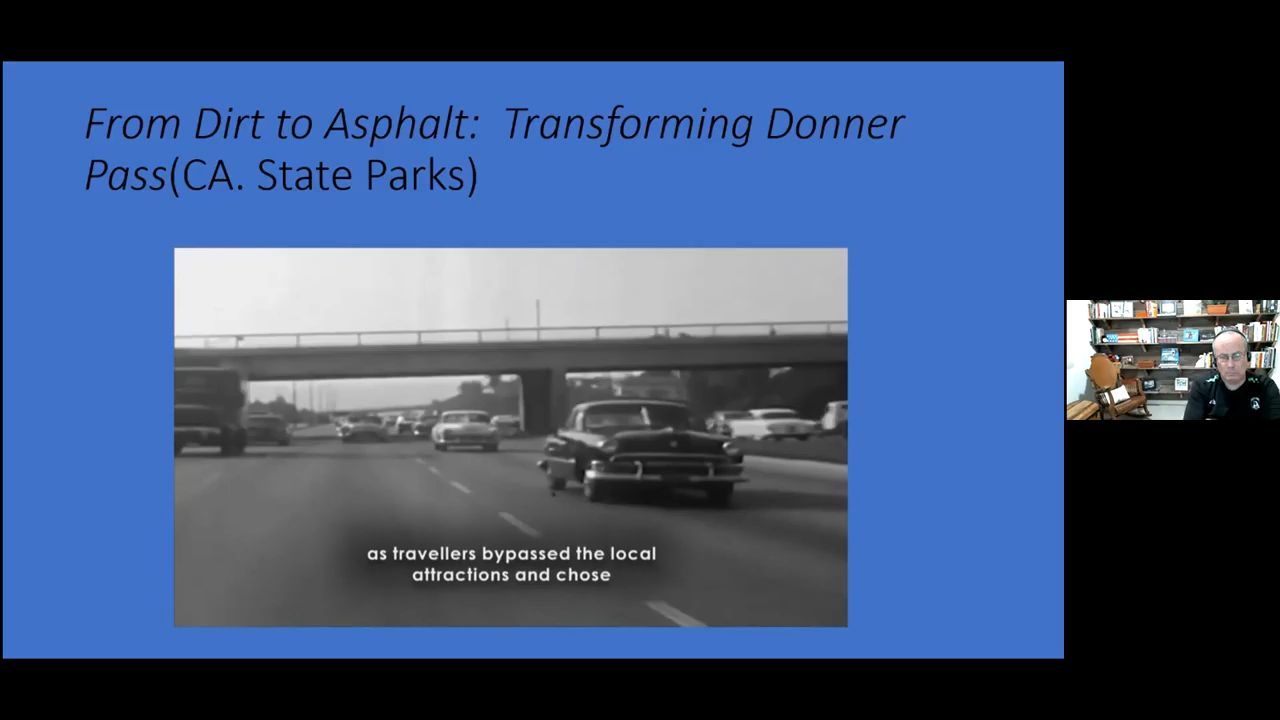 From Dirt to Asphalt:  Transforming Donner
Pass(CA. State Parks)
as travellers bypassed the local
attractions and chose